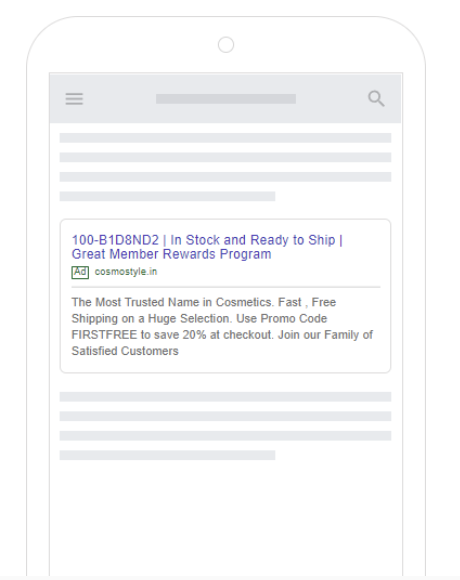 100-B1D8ND2 | In Stock and Ready to Ship |
Great Member Rewards Program
Ad cosmostyle.in
The Most Trusted Name in Cosmetics. Fast , Free
Shipping on a Huge Selection. Use Promo Code
FIRSTFREE to save 20% at checkout. Join our Family of
Satisfied Customers